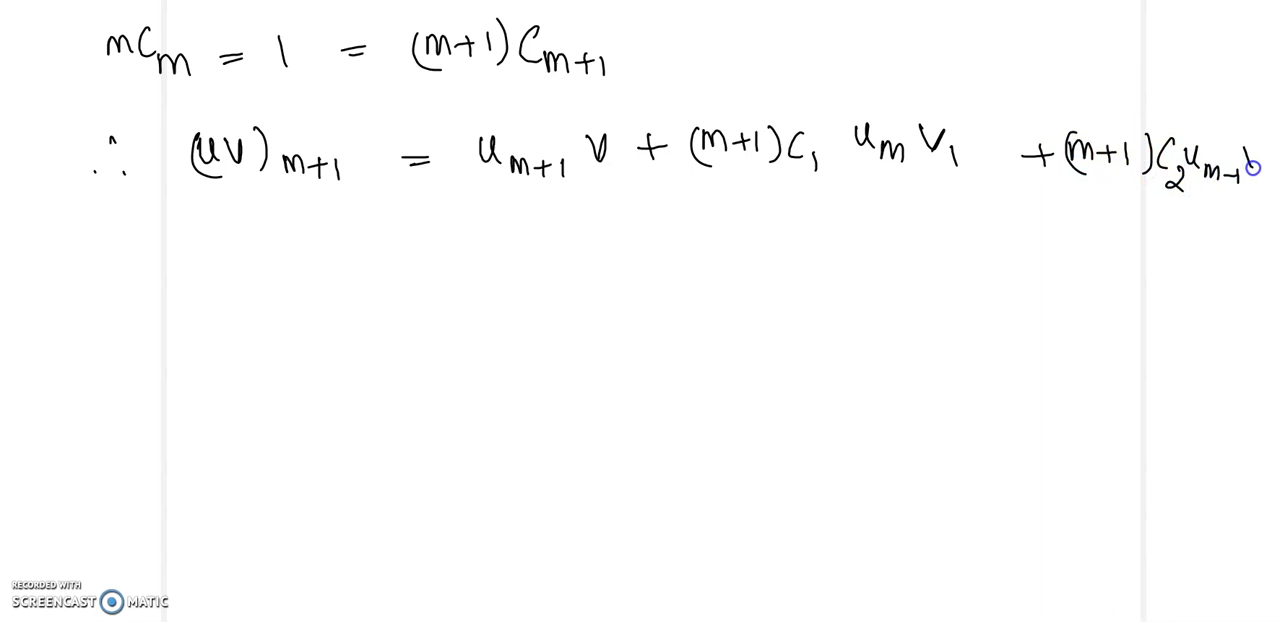 mCm = 1 = (m+1)Cm+1
∴ (uv)m+1 = um+1 v + (m+1)C1 um v1 + (m+1)C2 um-1
RECORDED WITH
SCREENCAST MATIC